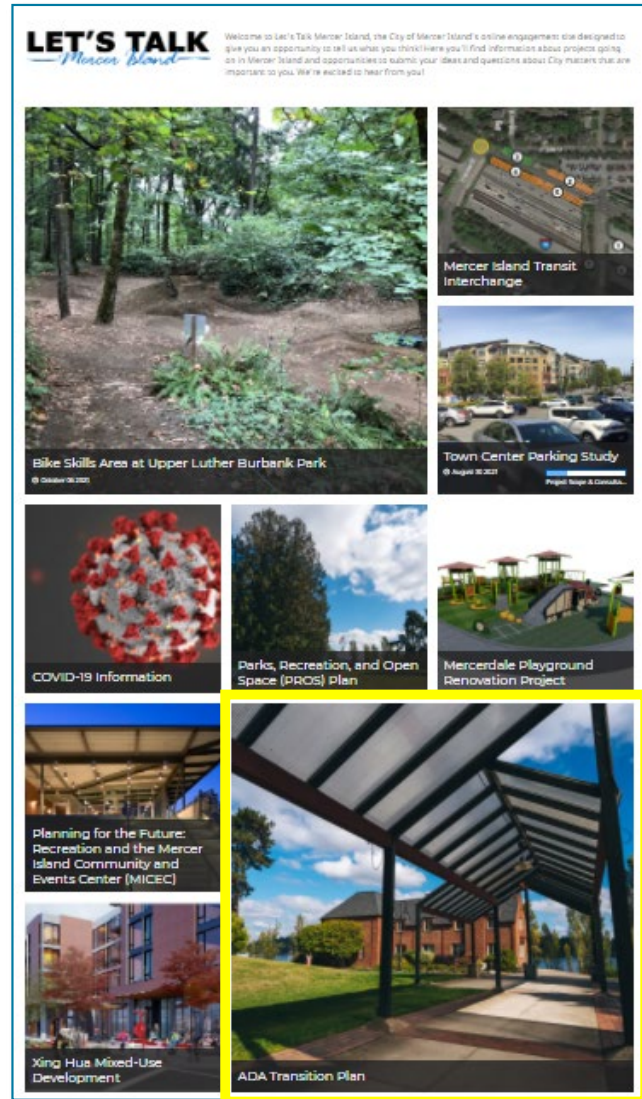 LET'S TALK
Mercer Island
Welcome to Let's Talk Mercer Island, the City of Mercer Island's online engagement site designed to
give you an opportunity to tell us what you think! Here you'll find information about projects going
on in Mercer Island and opportunities to submit your ideas and questions about City matters that are
important to you. We're excited to hear from you!
Mercer Island Transit
Interchange
Bike Skills Area at Upper Luther Burbank Park
October 06 2021
Town Center Parking Study
August 30 2021
Project Scope & Consulta...
COVID-19 Information
Parks, Recreation, and Open
Space (PROS) Plan
Mercerdale Playground
Renovation Project
Planning for the Future:
Recreation and the Mercer
Island Community and
Events Center (MICEC)
Xing Hua Mixed-Use
Development
ADA Transition Plan